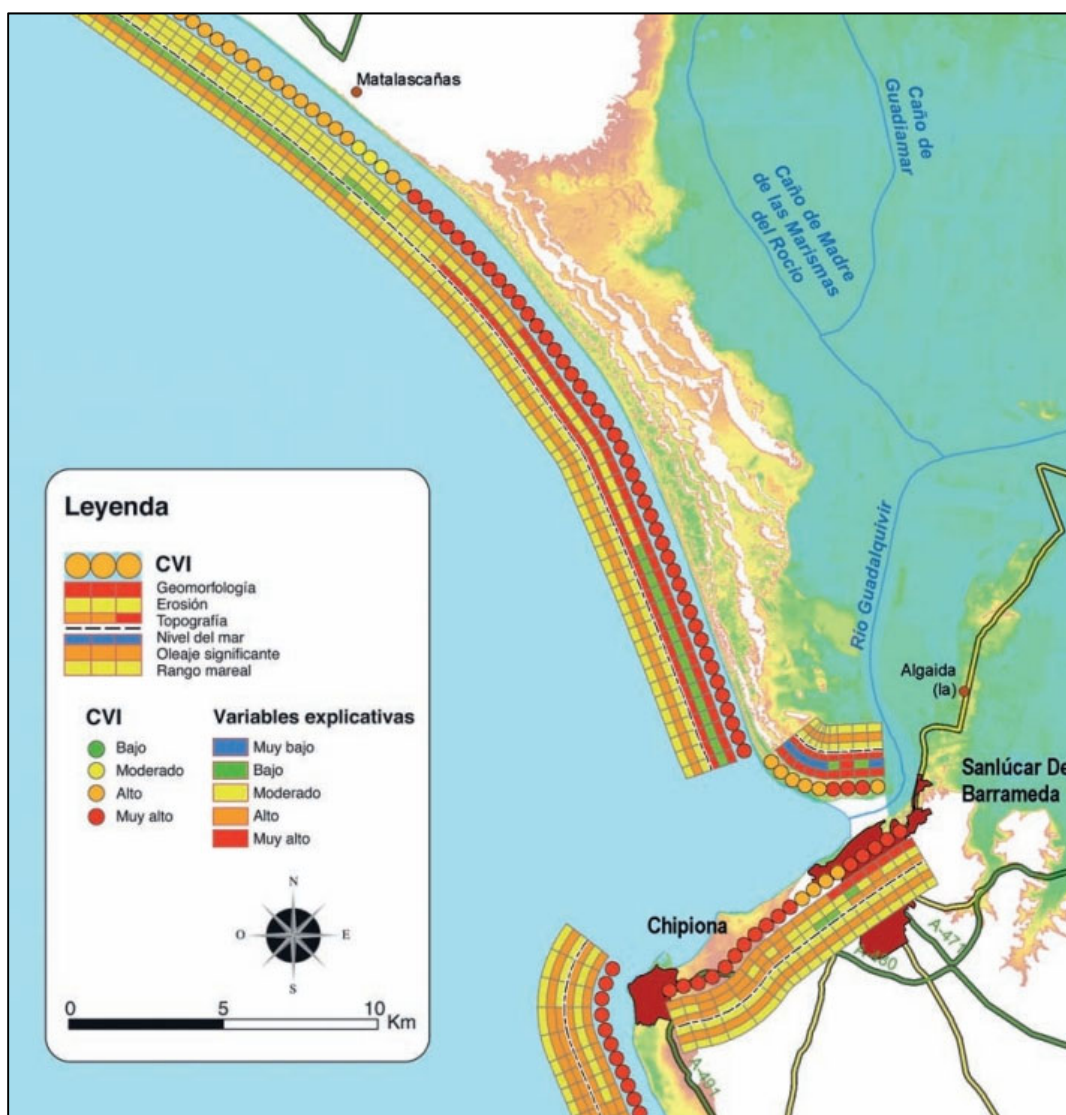 Matalascañas
Caño de
Guadiamar
Caño de Madre
de las Marismas
del Rocio
Río Guadalquivir
Algaida
(la)
Sanlúcar De
Barrameda
Chipiona
A-471
A-480
A-491
Leyenda
CVI
Geomorfología
Erosión
Topografía
Nivel del mar
Oleaje significante
Rango mareal
CVI
Bajo
Moderado
Alto
Muy alto
Variables explicativas
Muy bajo
Bajo
Moderado
Alto
Muy alto
N
O
E
S
0
5
10
Km